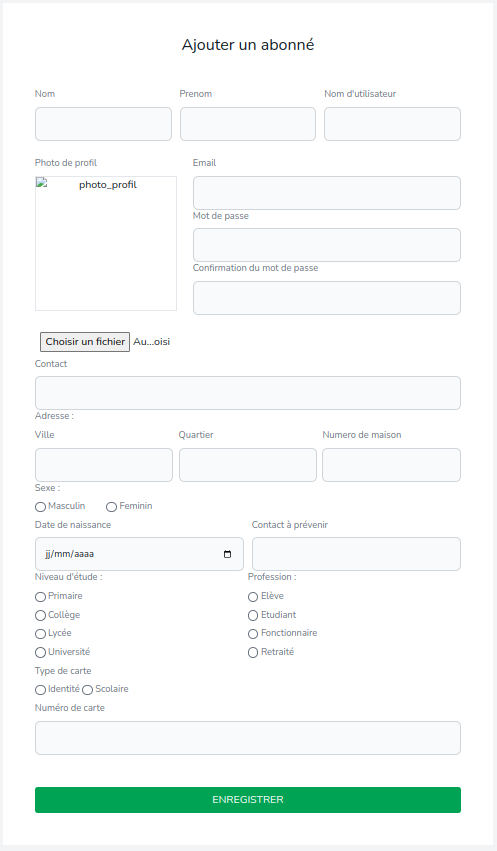 Ajouter un abonné
Nom Prenom Nom d'utilisateur
Photo de profil Email
photo_profil
Mot de passe
Confirmation du mot de passe
Choisir un fichier Au...oisi
Contact
Adresse :
Ville Quartier Numero de maison
Sexe :
Masculin Feminin
Date de naissance Contact à prévenir
jj/mm/aaaa
Niveau d'étude : Profession :
Primaire Elève
Collège Etudiant
Lycée Fonctionnaire
Université Retraité
Type de carte
Identité Scolaire
Numéro de carte
ENREGISTRER